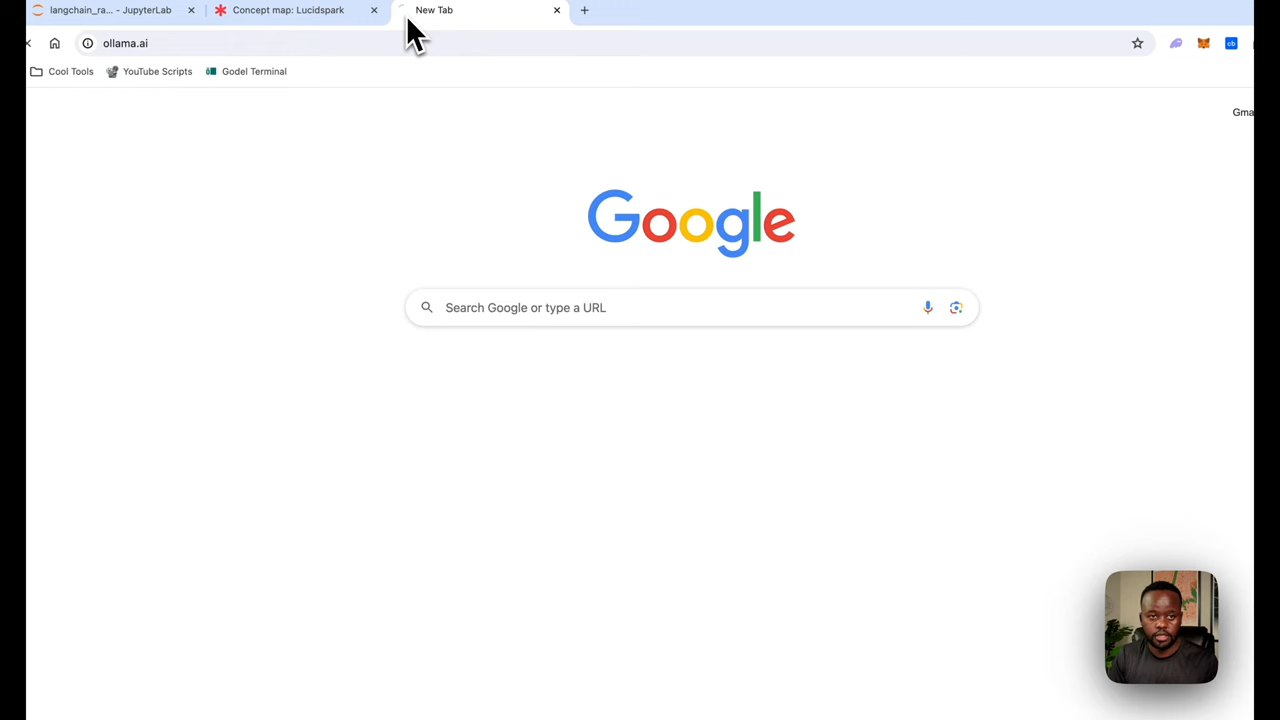 langchain_ra... - JupyterLab
Concept map: Lucidspark
New Tab
ollama.ai
cb
Cool Tools
YouTube Scripts
Godel Terminal
Gma
Google
Search Google or type a URL